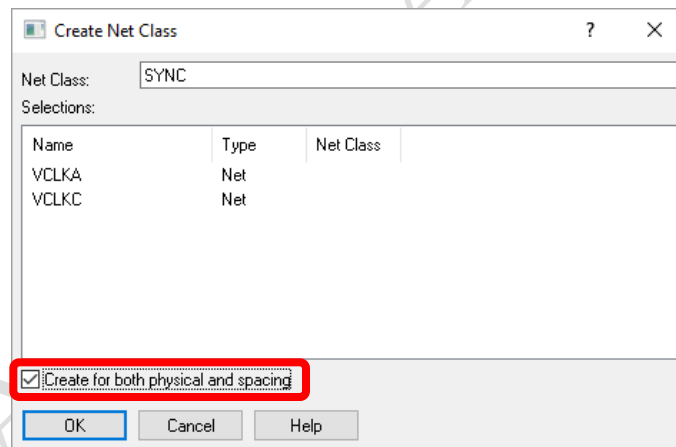 Create Net Class ? ×
Net Class: SYNC
Selections:
Name Type Net Class
VCLKA Net
VCLKC Net
Create for both physical and spacing
OK Cancel Help